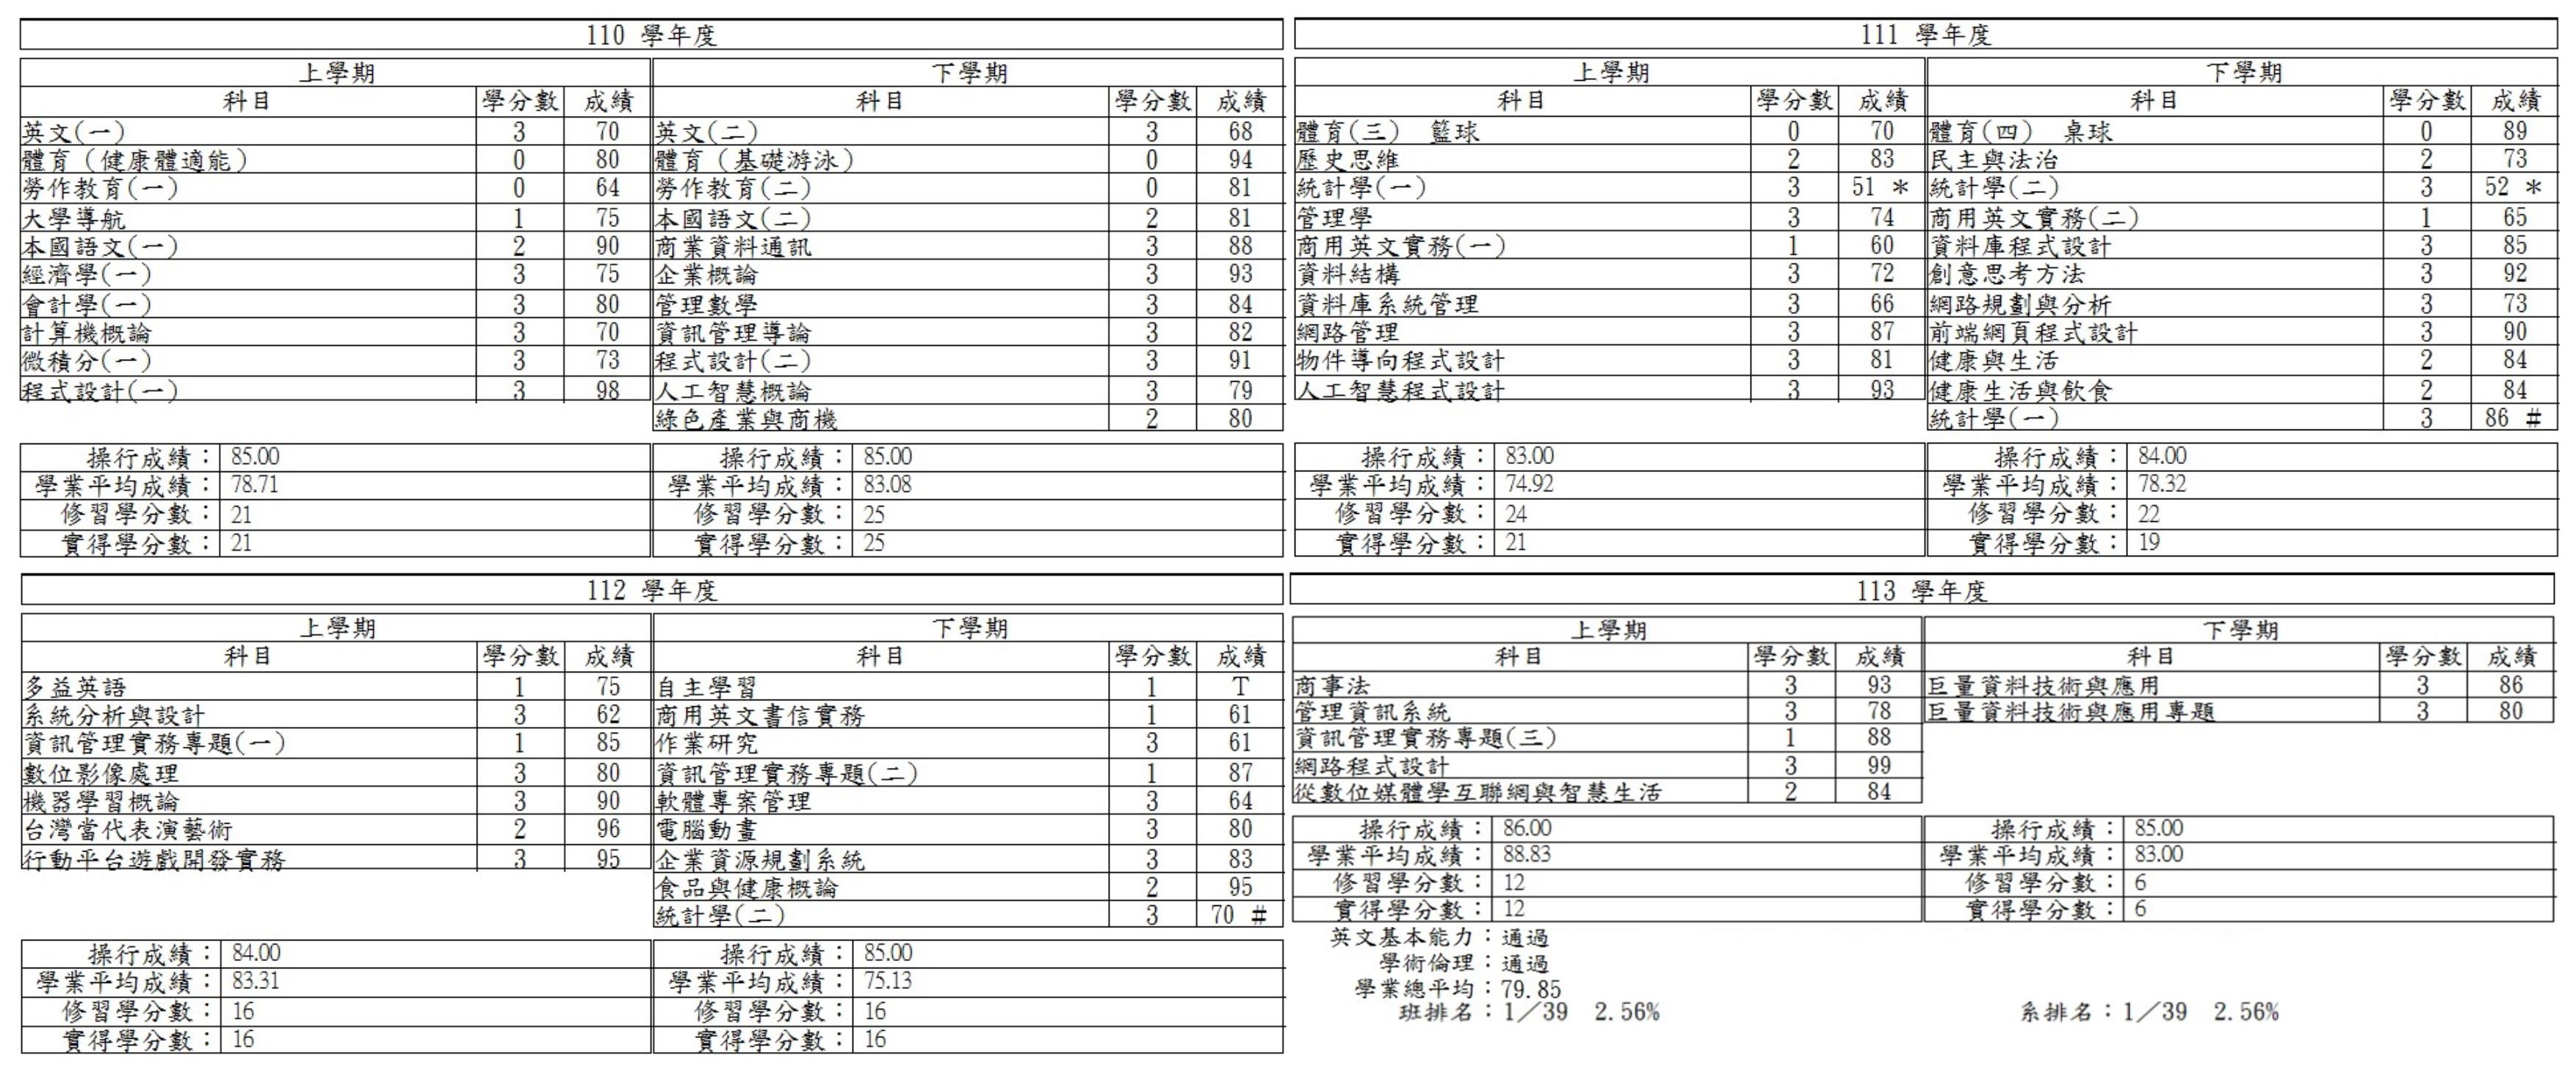 110 學年度
上學期 下學期
科目 學分數 成績 科目 學分數 成績
英文(一) 3 70 英文(二) 3 68
體育（健康體適能） 0 80 體育（基礎游泳） 0 94
勞作教育(一) 0 64 勞作教育(二) 0 81
大學導航 1 75 本國語文(二) 2 81
本國語文(一) 2 90 商業資料通訊 3 88
經濟學(一) 3 75 企業概論 3 93
會計學(一) 3 80 管理數學 3 84
計算機概論 3 70 資訊管理導論 3 82
微積分(一) 3 73 程式設計(二) 3 91
程式設計(一) 3 98 人工智慧概論 3 79
綠色產業與商機 2 80
操行成績： 85.00 操行成績： 85.00
學業平均成績： 78.71 學業平均成績： 83.08
修習學分數： 21 修習學分數： 25
實得學分數： 21 實得學分數： 25
111 學年度
上學期 下學期
科目 學分數 成績 科目 學分數 成績
體育(三) 籃球 0 70 體育(四) 桌球 0 89
歷史思維 2 83 民主與法治 2 73
統計學(一) 3 51 * 統計學(二) 3 52 *
管理學 3 74 商用英文實務(二) 1 65
商用英文實務(一) 1 60 資料庫程式設計 3 85
資料結構 3 72 創意思考方法 3 92
資料庫系統管理 3 66 網路規劃與分析 3 73
網路管理 3 87 前端網頁程式設計 3 90
物件導向程式設計 3 81 健康與生活 2 84
人工智慧程式設計 3 93 健康生活與飲食 2 84
統計學(一) 3 86 #
操行成績： 83.00 操行成績： 84.00
學業平均成績： 74.92 學業平均成績： 78.32
修習學分數： 24 修習學分數： 22
實得學分數： 21 實得學分數： 19
112 學年度
上學期 下學期
科目 學分數 成績 科目 學分數 成績
多益英語 1 75 自主學習 1 T
系統分析與設計 3 62 商用英文書信實務 1 61
資訊管理實務專題(一) 1 85 作業研究 3 61
數位影像處理 3 80 資訊管理實務專題(二) 1 87
機器學習概論 3 90 軟體專案管理 3 64
台灣當代表演藝術 2 96 電腦動畫 3 80
行動平台遊戲開發實務 3 95 企業資源規劃系統 3 83
食品與健康概論 2 95
統計學(二) 3 70 #
操行成績： 84.00 操行成績： 85.00
學業平均成績： 83.31 學業平均成績： 75.13
修習學分數： 16 修習學分數： 16
實得學分數： 16 實得學分數： 16
113 學年度
上學期 下學期
科目 學分數 成績 科目 學分數 成績
商事法 3 93 巨量資料技術與應用 3 86
管理資訊系統 3 78 巨量資料技術與應用專題 3 80
資訊管理實務專題(三) 1 88
網路程式設計 3 99
從數位媒體學互聯網與智慧生活 2 84
操行成績： 86.00 操行成績： 85.00
學業平均成績： 88.83 學業平均成績： 83.00
修習學分數： 12 修習學分數： 6
實得學分數： 12 實得學分數： 6
英文基本能力：通過
學術倫理：通過
學業總平均：79.85
班排名：1／39 2.56% 系排名：1／39 2.56%